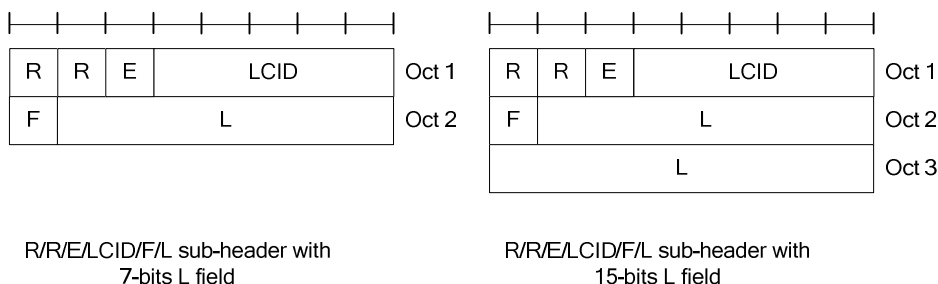 R R E LCID Oct 1
F L Oct 2
R/R/E/LCID/F/L sub-header with
7-bits L field
R R E LCID Oct 1
F L Oct 2
L Oct 3
R/R/E/LCID/F/L sub-header with
15-bits L field